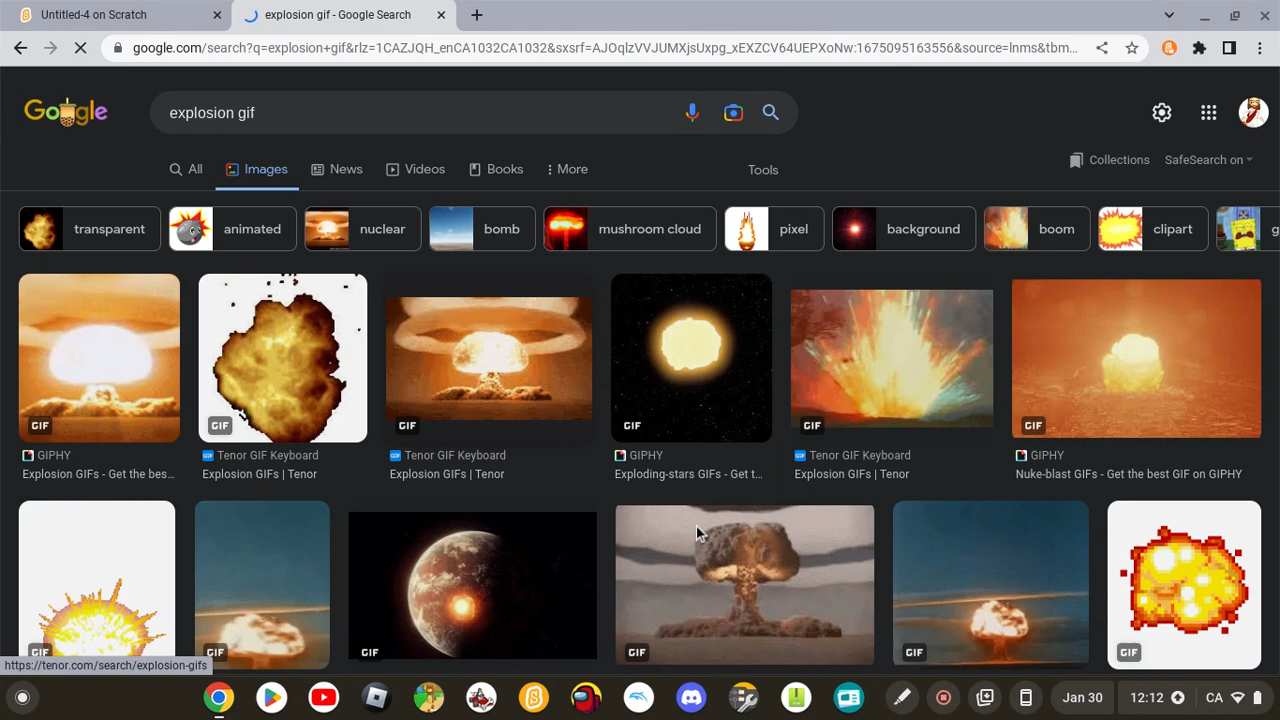 Untitled-4 on Scratch
explosion gif - Google Search
google.com/search?q=explosion+gif&rlz=1CAZJQH_enCA1032CA1032&sxsrf=AJOqlzVVJUMXjsUxpg_xEXZCV64UEPXoNw:1675095163556&source=lnms&tbm...
Google
explosion gif
All
Images
News
Videos
Books
More
Tools
Collections
SafeSearch on
transparent
animated
nuclear
bomb
mushroom cloud
pixel
background
boom
clipart
g
GIF
GIF
GIF
GIF
GIF
GIF
GIPHY
Tenor GIF Keyboard
Tenor GIF Keyboard
GIPHY
Tenor GIF Keyboard
GIPHY
Explosion GIFs - Get the bes...
Explosion GIFs | Tenor
Explosion GIFs | Tenor
Exploding-stars GIFs - Get t...
Explosion GIFs | Tenor
Nuke-blast GIFs - Get the best GIF on GIPHY
GIF
GIF
GIF
GIF
GIF
GIF
https://tenor.com/search/explosion-gifs
Jan 30
12:12
CA